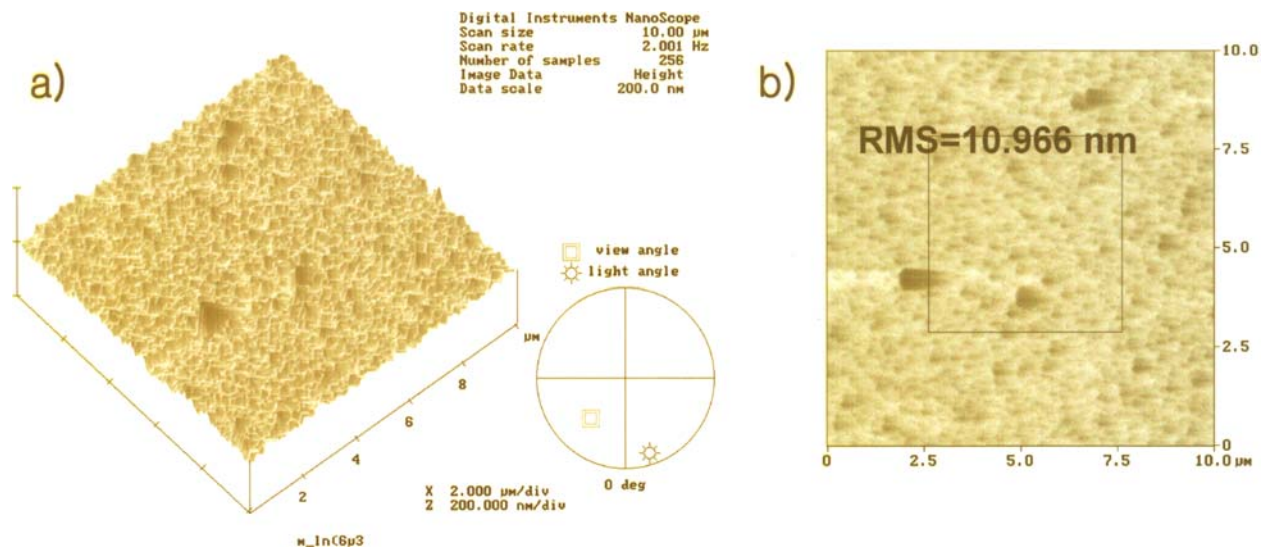 a)
Digital Instruments NanoScope
Scan size 10.00 µm
Scan rate 2.001 Hz
Number of samples 256
Image Data Height
Data scale 200.0 nm
view angle
light angle
0 deg
µm
8
6
4
2
X 2.000 µm/div
Z 200.000 nm/div
м_ln(6µ3
b)
RMS=10.966 nm
10.0
7.5
5.0
2.5
0
0 2.5 5.0 7.5 10.0 µm